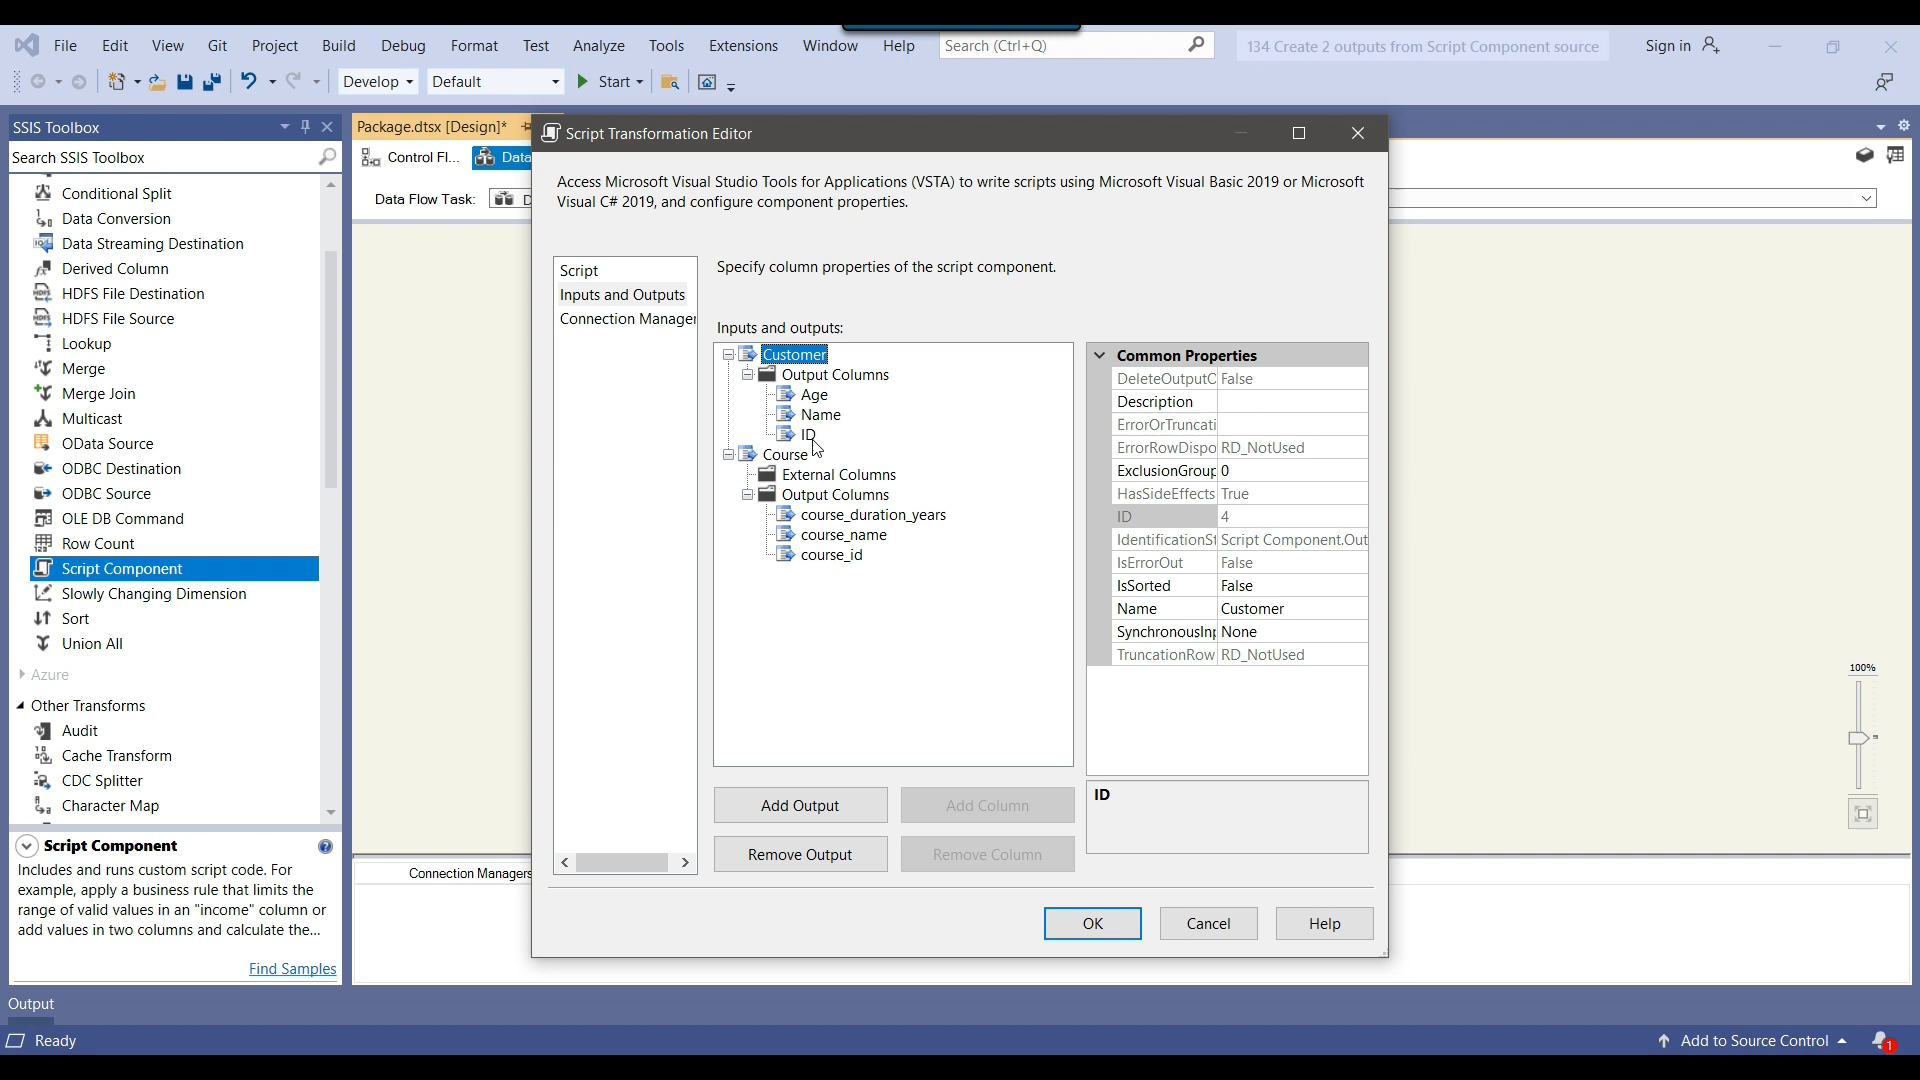 File Edit View Git Project Build Debug Format Test Analyze Tools Extensions Window Help Search (Ctrl+Q) 134 Create 2 outputs from Script Component source Sign in
Develop Default Start
SSIS Toolbox
Search SSIS Toolbox
Conditional Split
Data Conversion
Data Streaming Destination
Derived Column
HDFS File Destination
HDFS File Source
Lookup
Merge
Merge Join
Multicast
OData Source
ODBC Destination
ODBC Source
OLE DB Command
Row Count
Script Component
Slowly Changing Dimension
Sort
Union All
Azure
Other Transforms
Audit
Cache Transform
CDC Splitter
Character Map
Script Component
Includes and runs custom script code. For
example, apply a business rule that limits the
range of valid values in an "income" column or
add values in two columns and calculate the...
Find Samples
Package.dtsx [Design]*
Control Fl... Data
Data Flow Task: D
Connection Managers
Script Transformation Editor
Access Microsoft Visual Studio Tools for Applications (VSTA) to write scripts using Microsoft Visual Basic 2019 or Microsoft
Visual C# 2019, and configure component properties.
Script
Inputs and Outputs
Connection Manager
Specify column properties of the script component.
Inputs and outputs:
Customer
Output Columns
Age
Name
ID
Course
External Columns
Output Columns
course_duration_years
course_name
course_id
Common Properties
DeleteOutputC False
Description
ErrorOrTruncati
ErrorRowDispo RD_NotUsed
ExclusionGroup 0
HasSideEffects True
ID 4
IdentificationSt Script Component.Out
IsErrorOut False
IsSorted False
Name Customer
SynchronousInp None
TruncationRow RD_NotUsed
ID
Add Output Add Column
Remove Output Remove Column
OK Cancel Help
100%
Output
Ready Add to Source Control 1